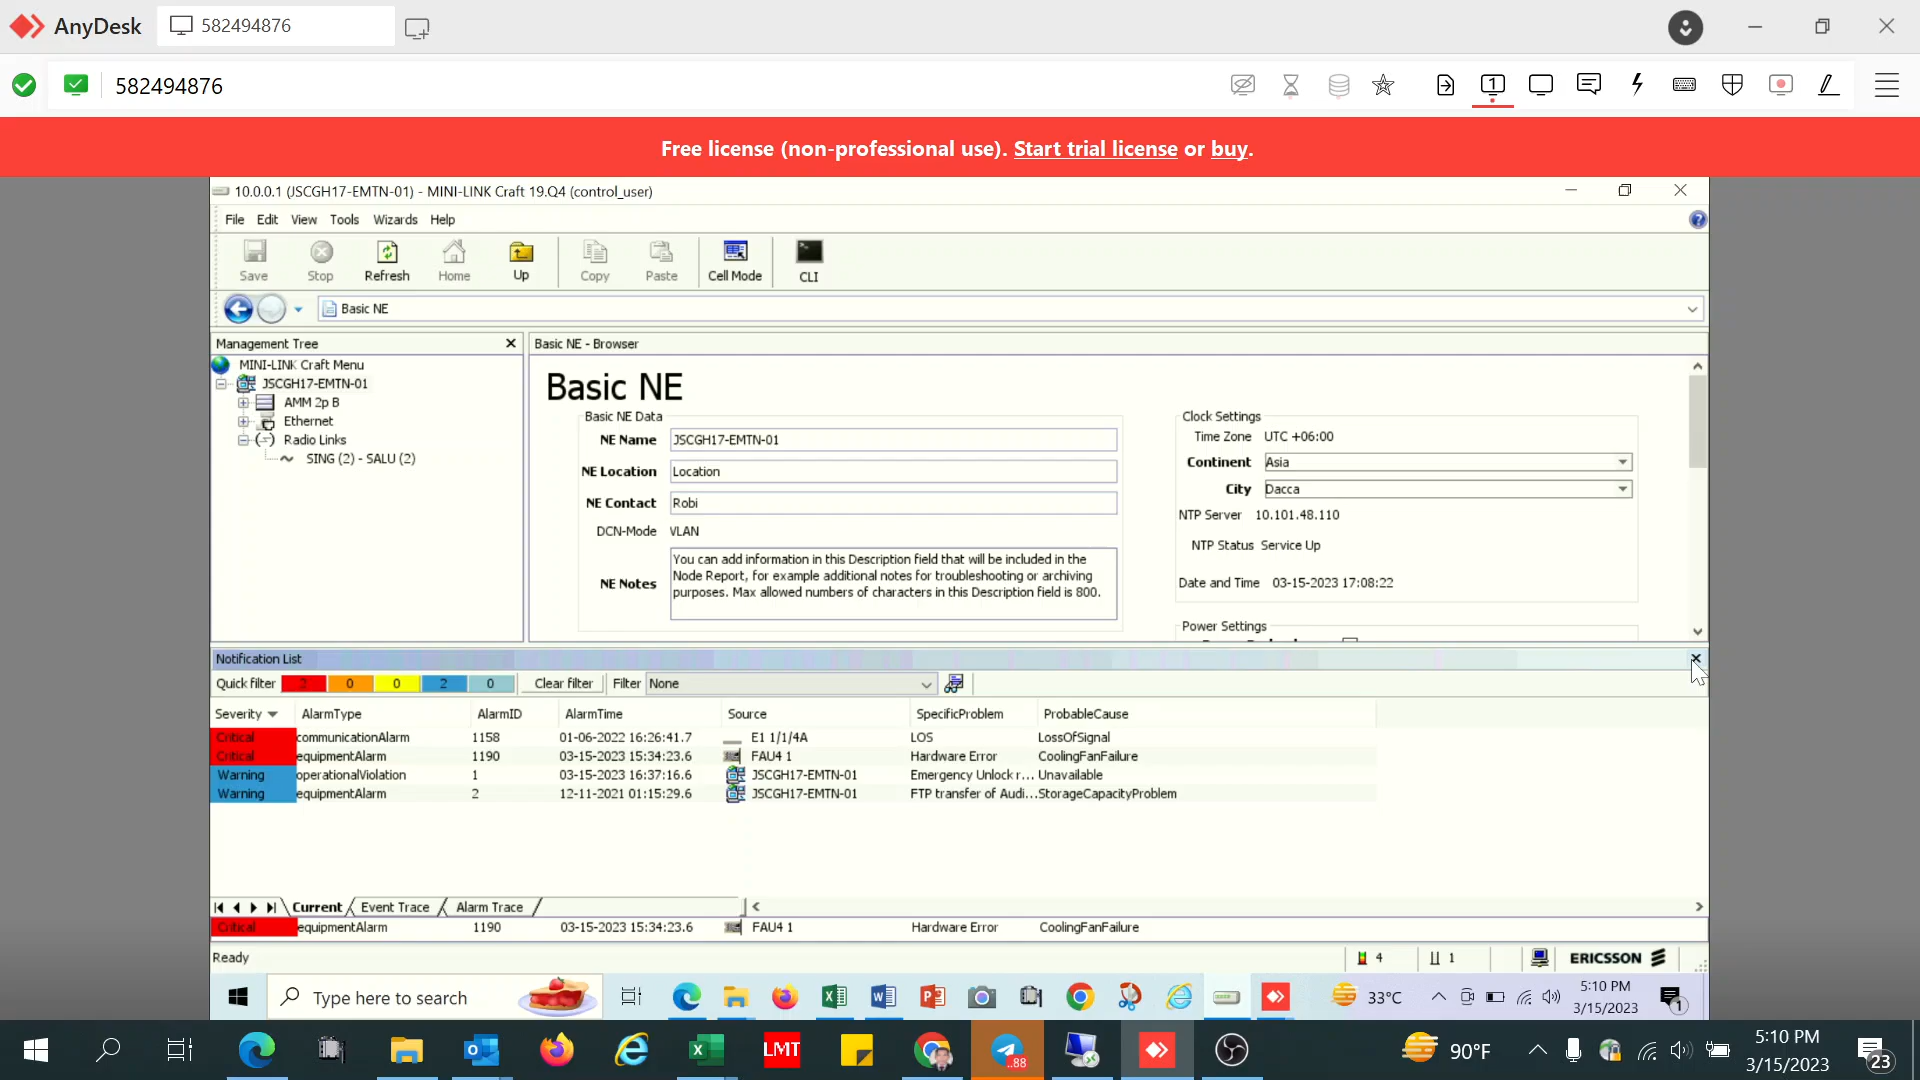 AnyDesk
582494876
582494876
1
Free license (non-professional use). Start trial license or buy.
10.0.0.1 (JSCGH17-EMTN-01) - MINI-LINK Craft 19.Q4 (control_user)
File Edit View Tools Wizards Help
Save Stop Refresh Home Up Copy Paste Cell Mode CLI
Basic NE
Management Tree
MINI-LINK Craft Menu
JSCGH17-EMTN-01
AMM 2p B
Ethernet
Radio Links
SING (2) - SALU (2)
Basic NE - Browser
Basic NE
Basic NE Data
NE Name JSCGH17-EMTN-01
NE Location Location
NE Contact Robi
DCN-Mode VLAN
NE Notes
You can add information in this Description field that will be included in the
Node Report, for example additional notes for troubleshooting or archiving
purposes. Max allowed numbers of characters in this Description field is 800.
Clock Settings
Time Zone UTC +06:00
Continent Asia
City Dacca
NTP Server 10.101.48.110
NTP Status Service Up
Date and Time 03-15-2023 17:08:22
Power Settings
Notification List
Quick filter 2 0 0 2 0 Clear filter Filter None
Severity AlarmType AlarmID AlarmTime Source SpecificProblem ProbableCause
Critical communicationAlarm 1158 01-06-2022 16:26:41.7 E1 1/1/4A LOS LossOfSignal
Critical equipmentAlarm 1190 03-15-2023 15:34:23.6 FAU4 1 Hardware Error CoolingFanFailure
Warning operationalViolation 1 03-15-2023 16:37:16.6 JSCGH17-EMTN-01 Emergency Unlock r... Unavailable
Warning equipmentAlarm 2 12-11-2021 01:15:29.6 JSCGH17-EMTN-01 FTP transfer of Audi... StorageCapacityProblem
Current Event Trace Alarm Trace
Critical equipmentAlarm 1190 03-15-2023 15:34:23.6 FAU4 1 Hardware Error CoolingFanFailure
Ready 4 1 ERICSSON
Type here to search 33°C 5:10 PM
3/15/2023 1
LMT ..88 90°F 5:10 PM
3/15/2023 23